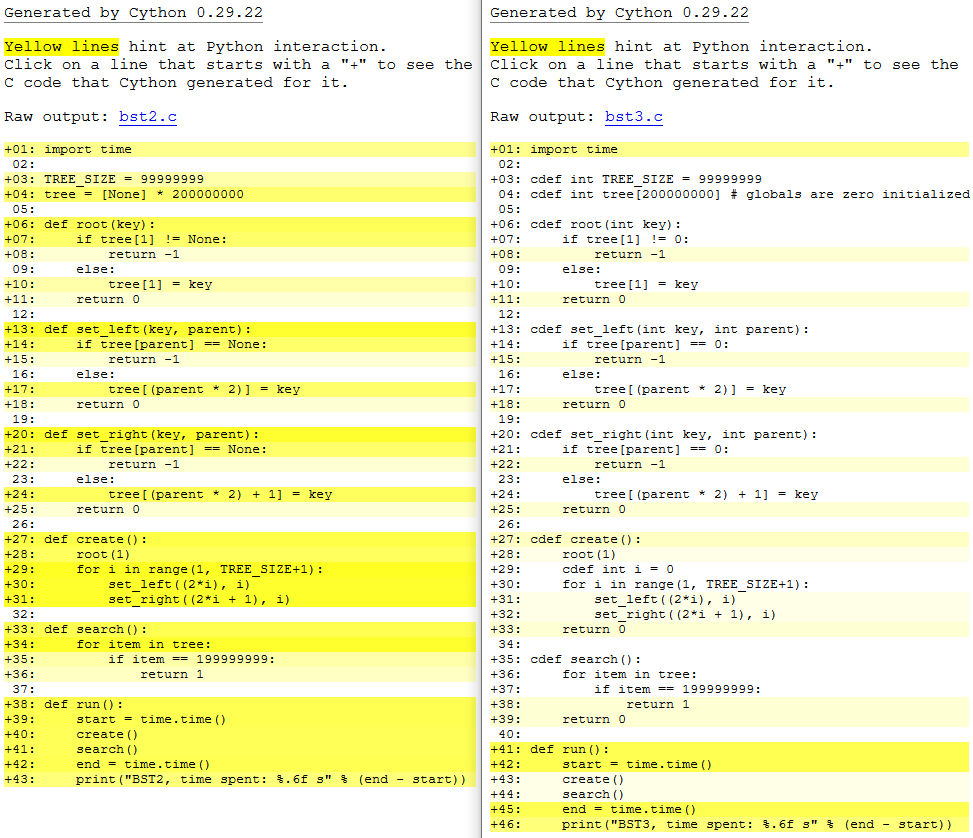 Generated by Cython 0.29.22
Yellow lines hint at Python interaction.
Click on a line that starts with a "+" to see the
C code that Cython generated for it.
Raw output: bst2.c
+01: import time
 02:
+03: TREE_SIZE = 99999999
+04: tree = [None] * 200000000
 05:
+06: def root(key):
+07:     if tree[1] != None:
+08:         return -1
 09:     else:
+10:         tree[1] = key
+11:     return 0
 12:
+13: def set_left(key, parent):
+14:     if tree[parent] == None:
+15:         return -1
 16:     else:
+17:         tree[(parent * 2)] = key
+18:     return 0
 19:
+20: def set_right(key, parent):
+21:     if tree[parent] == None:
+22:         return -1
 23:     else:
+24:         tree[(parent * 2) + 1] = key
+25:     return 0
 26:
+27: def create():
+28:     root(1)
+29:     for i in range(1, TREE_SIZE+1):
+30:         set_left((2*i), i)
+31:         set_right((2*i + 1), i)
 32:
+33: def search():
+34:     for item in tree:
+35:         if item == 199999999:
+36:             return 1
 37:
+38: def run():
+39:     start = time.time()
+40:     create()
+41:     search()
+42:     end = time.time()
+43:     print("BST2, time spent: %.6f s" % (end - start))
Generated by Cython 0.29.22
Yellow lines hint at Python interaction.
Click on a line that starts with a "+" to see the
C code that Cython generated for it.
Raw output: bst3.c
+01: import time
 02:
+03: cdef int TREE_SIZE = 99999999
 04: cdef int tree[200000000] # globals are zero initialized
 05:
+06: cdef root(int key):
+07:     if tree[1] != 0:
+08:         return -1
 09:     else:
+10:         tree[1] = key
+11:     return 0
 12:
+13: cdef set_left(int key, int parent):
+14:     if tree[parent] == 0:
+15:         return -1
 16:     else:
+17:         tree[(parent * 2)] = key
+18:     return 0
 19:
+20: cdef set_right(int key, int parent):
+21:     if tree[parent] == 0:
+22:         return -1
 23:     else:
+24:         tree[(parent * 2) + 1] = key
+25:     return 0
 26:
+27: cdef create():
+28:     root(1)
+29:     cdef int i = 0
+30:     for i in range(1, TREE_SIZE+1):
+31:         set_left((2*i), i)
+32:         set_right((2*i + 1), i)
+33:     return 0
 34:
+35: cdef search():
+36:     for item in tree:
+37:         if item == 199999999:
+38:             return 1
+39:     return 0
 40:
+41: def run():
+42:     start = time.time()
+43:     create()
+44:     search()
+45:     end = time.time()
+46:     print("BST3, time spent: %.6f s" % (end - start))